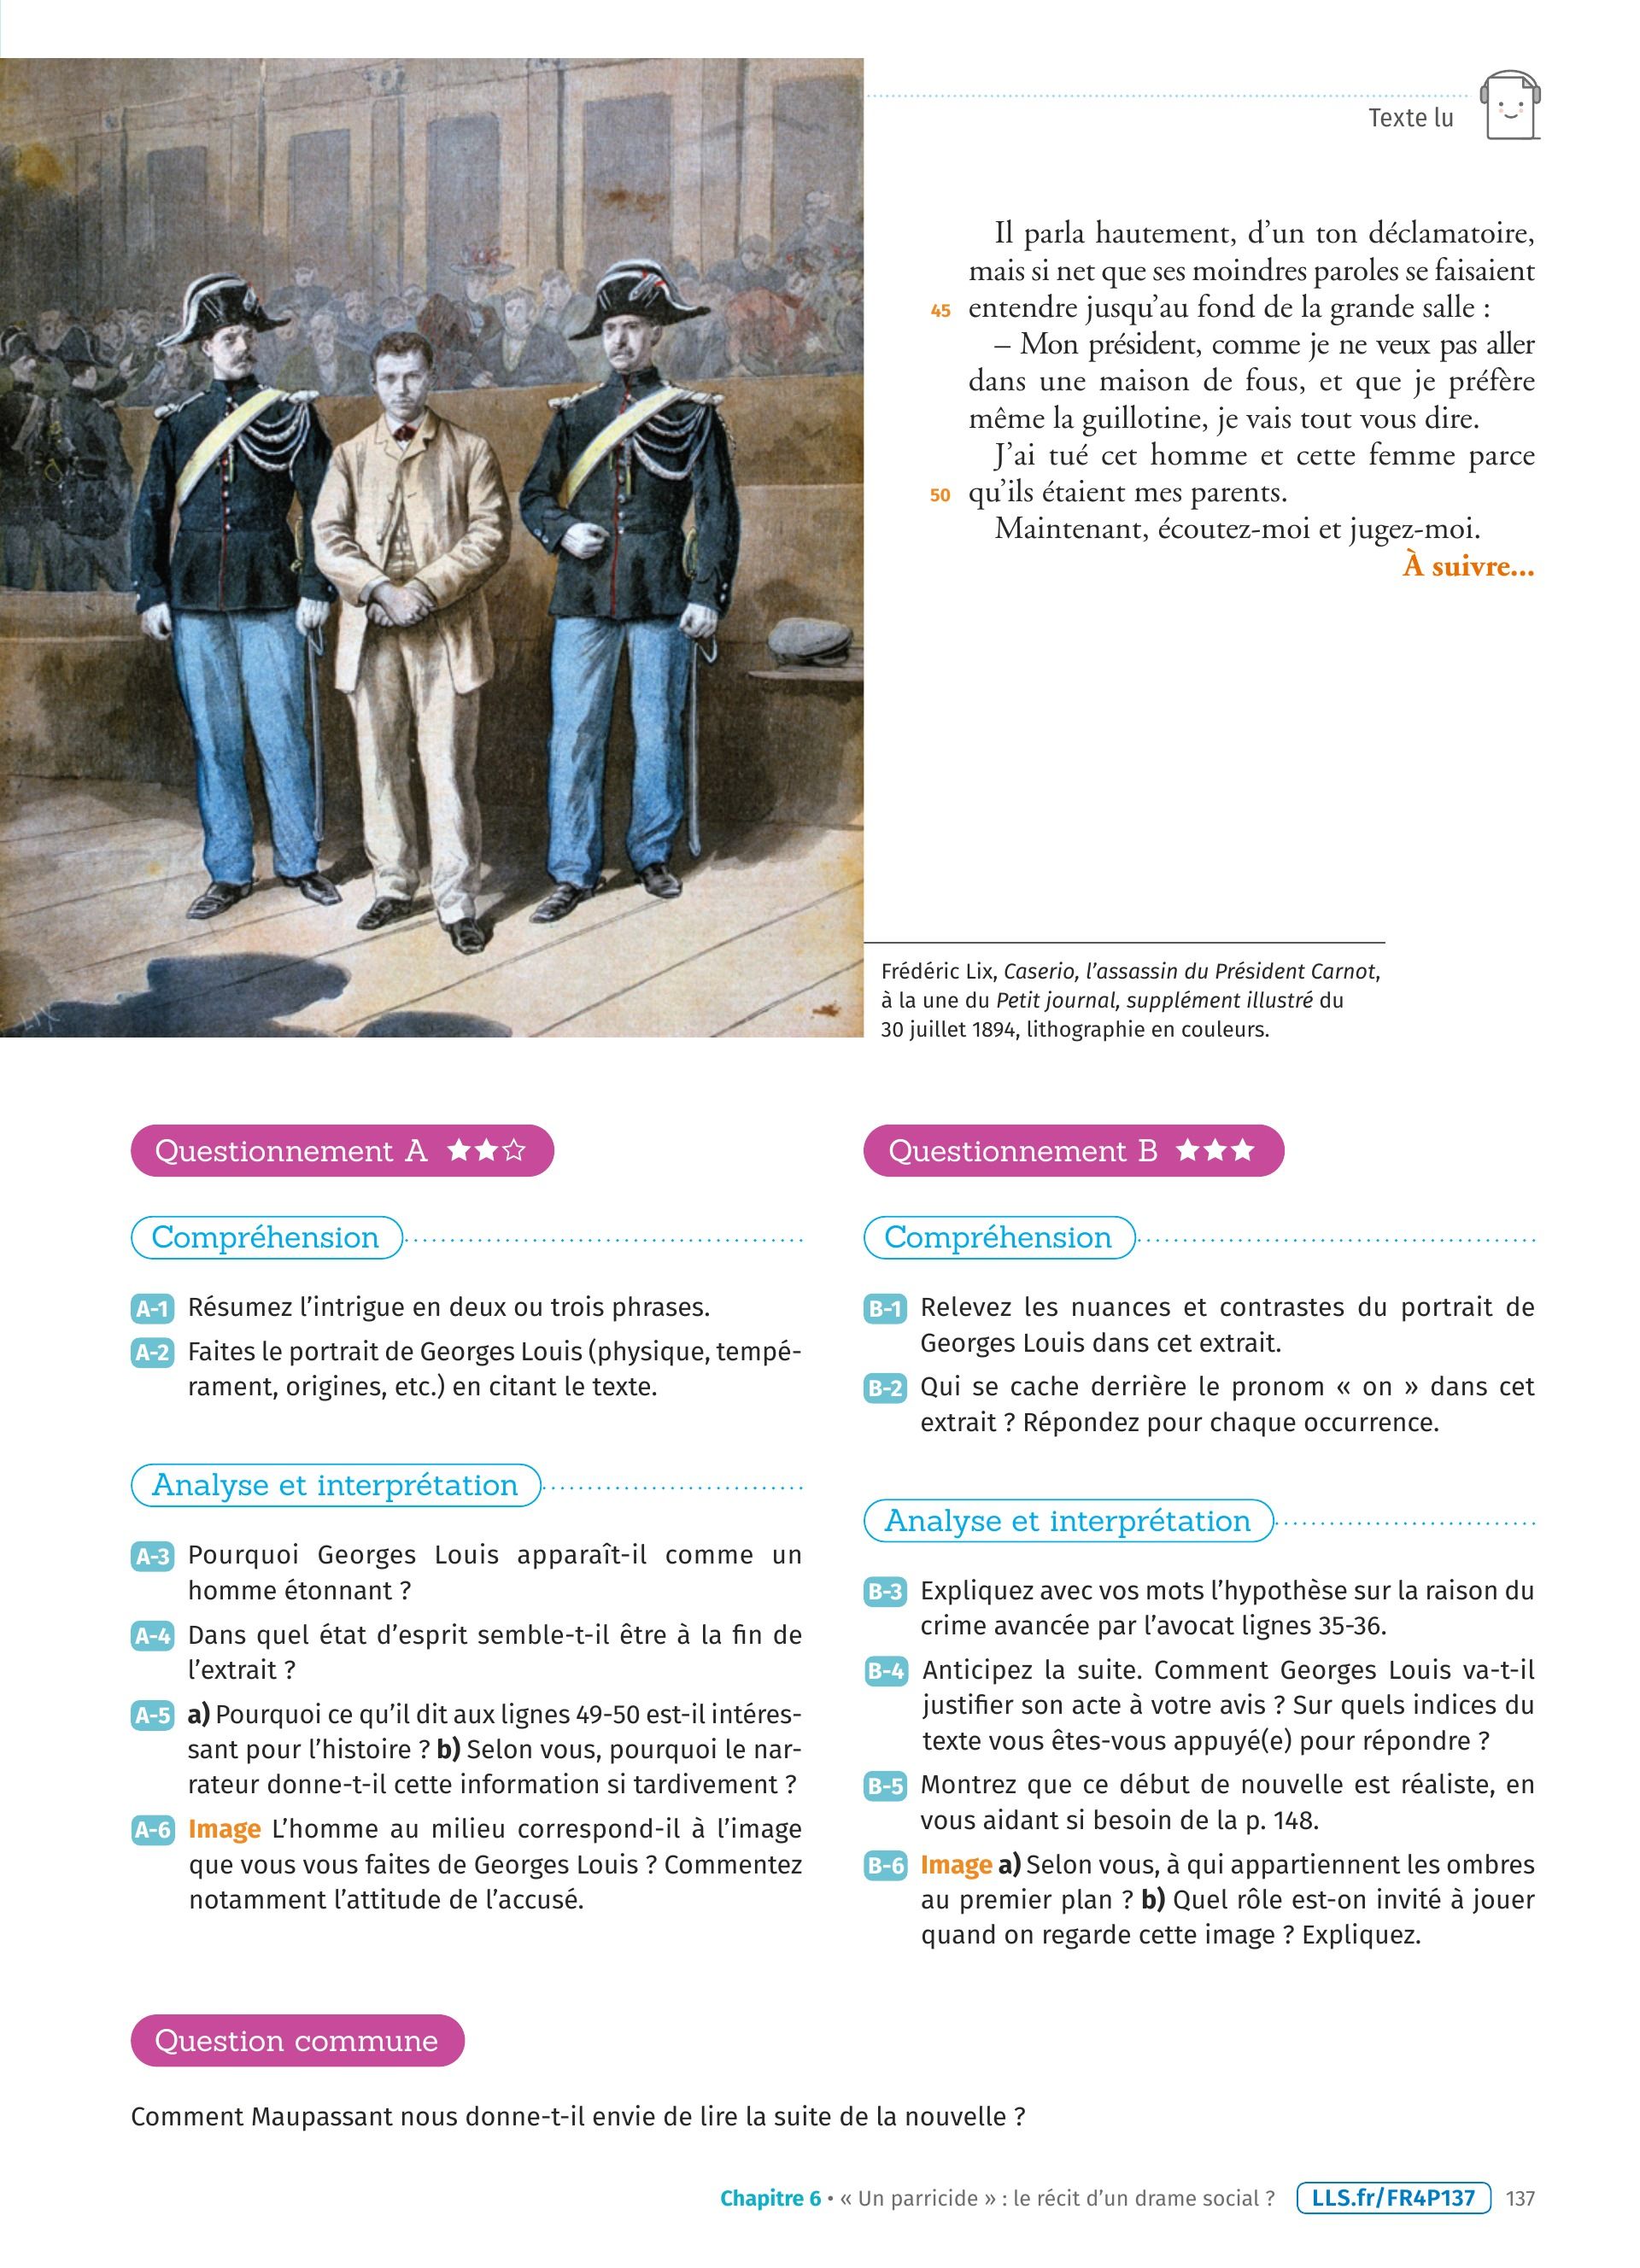 Texte lu
Il parla hautement, d'un ton déclamatoire,
mais si net que ses moindres paroles se faisaient
45 entendre jusqu'au fond de la grande salle :
– Mon président, comme je ne veux pas aller
dans une maison de fous, et que je préfère
même la guillotine, je vais tout vous dire.
J'ai tué cet homme et cette femme parce
50 qu'ils étaient mes parents.
Maintenant, écoutez-moi et jugez-moi.
À suivre...
Frédéric Lix, Caserio, l'assassin du Président Carnot,
à la une du Petit journal, supplément illustré du
30 juillet 1894, lithographie en couleurs.
Questionnement A ★★☆
Compréhension
A-1 Résumez l'intrigue en deux ou trois phrases.
A-2 Faites le portrait de Georges Louis (physique, tempé-
rament, origines, etc.) en citant le texte.
Analyse et interprétation
A-3 Pourquoi Georges Louis apparaît-il comme un
homme étonnant ?
A-4 Dans quel état d'esprit semble-t-il être à la fin de
l'extrait ?
A-5 a) Pourquoi ce qu'il dit aux lignes 49-50 est-il intéres-
sant pour l'histoire ? b) Selon vous, pourquoi le nar-
rateur donne-t-il cette information si tardivement ?
A-6 Image L'homme au milieu correspond-il à l'image
que vous vous faites de Georges Louis ? Commentez
notamment l'attitude de l'accusé.
Questionnement B ★★★
Compréhension
B-1 Relevez les nuances et contrastes du portrait de
Georges Louis dans cet extrait.
B-2 Qui se cache derrière le pronom « on » dans cet
extrait ? Répondez pour chaque occurrence.
Analyse et interprétation
B-3 Expliquez avec vos mots l'hypothèse sur la raison du
crime avancée par l'avocat lignes 35-36.
B-4 Anticipez la suite. Comment Georges Louis va-t-il
justifier son acte à votre avis ? Sur quels indices du
texte vous êtes-vous appuyé(e) pour répondre ?
B-5 Montrez que ce début de nouvelle est réaliste, en
vous aidant si besoin de la p. 148.
B-6 Image a) Selon vous, à qui appartiennent les ombres
au premier plan ? b) Quel rôle est-on invité à jouer
quand on regarde cette image ? Expliquez.
Question commune
Comment Maupassant nous donne-t-il envie de lire la suite de la nouvelle ?
Chapitre 6 • « Un parricide » : le récit d'un drame social ? LLS.fr/FR4P137 137